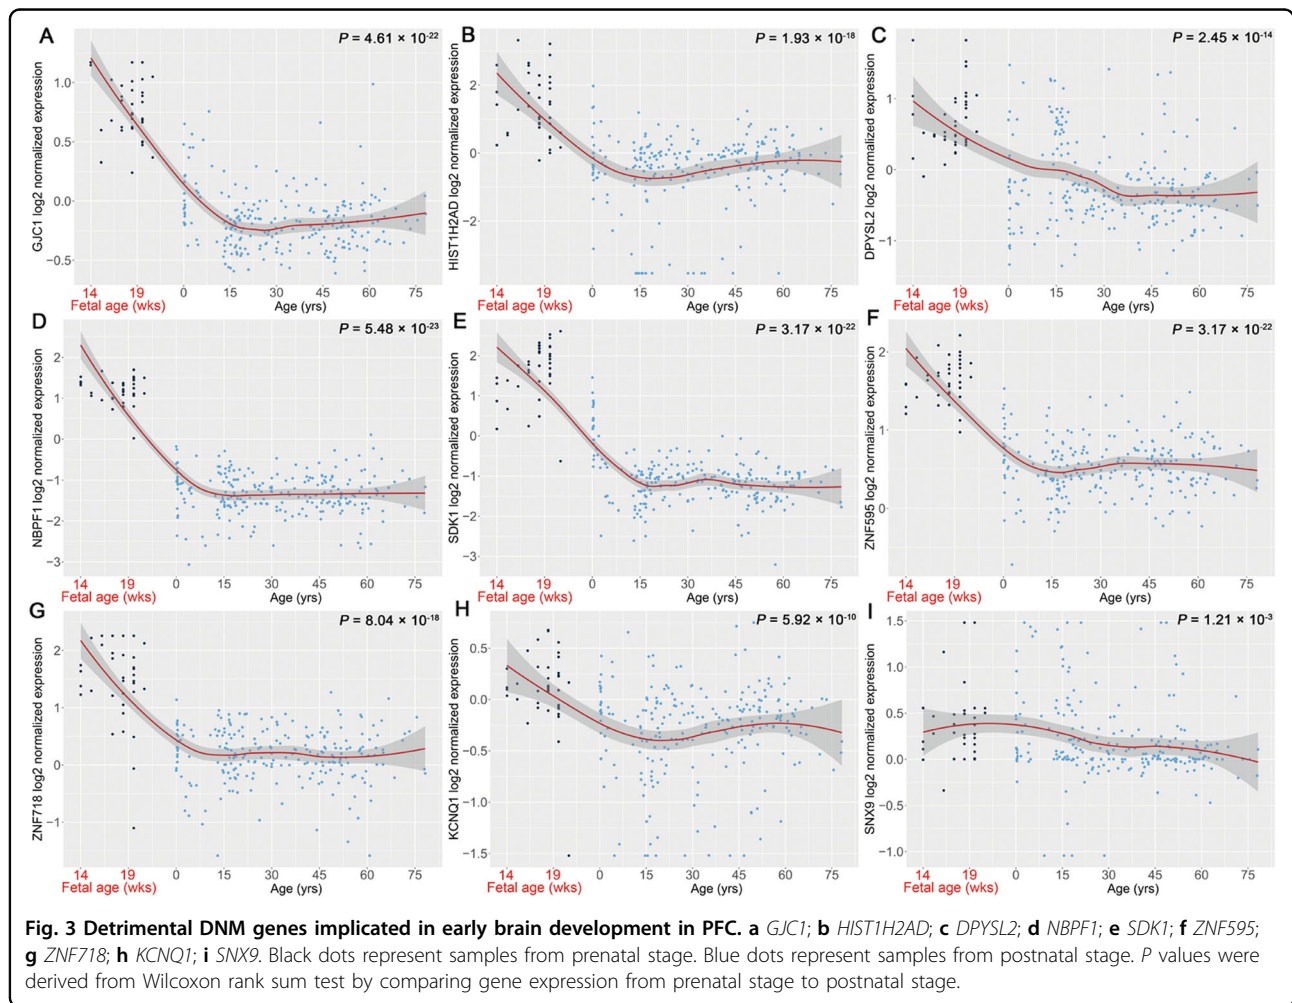 A
P = 4.61 × 10-22
GJC1 log2 normalized expression
1.0
0.5
0.0
−0.5
14
19
0
15
30
45
60
75
Fetal age (wks)
Age (yrs)
B
P = 1.93 × 10-18
HIST1H2AD log2 normalized expression
2
0
−2
14
19
0
15
30
45
60
75
Fetal age (wks)
Age (yrs)
C
P = 2.45 × 10-14
DPYSL2 log2 normalized expression
1
0
−1
14
19
0
15
30
45
60
75
Fetal age (wks)
Age (yrs)
D
P = 5.48 × 10-23
NBPF1 log2 normalized expression
2
1
0
−1
−2
−3
14
19
0
15
30
45
60
75
Fetal age (wks)
Age (yrs)
E
P = 3.17 × 10-22
SDK1 log2 normalized expression
2
1
0
−1
−2
−3
14
19
0
15
30
45
60
75
Fetal age (wks)
Age (yrs)
F
P = 3.17 × 10-22
ZNF595 log2 normalized expression
2
1
0
14
19
0
15
30
45
60
75
Fetal age (wks)
Age (yrs)
G
P = 8.04 × 10-18
ZNF718 log2 normalized expression
2
1
0
−1
14
19
0
15
30
45
60
75
Fetal age (wks)
Age (yrs)
H
P = 5.92 × 10-10
KCNQ1 log2 normalized expression
0.5
0.0
−0.5
−1.0
−1.5
14
19
0
15
30
45
60
75
Fetal age (wks)
Age (yrs)
I
P = 1.21 × 10-3
SNX9 log2 normalized expression
1.5
1.0
0.5
0.0
−0.5
−1.0
14
19
0
15
30
45
60
75
Fetal age (wks)
Age (yrs)
Fig. 3 Detrimental DNM genes implicated in early brain development in PFC. a GJC1; b HIST1H2AD; c DPYSL2; d NBPF1; e SDK1; f ZNF595;
g ZNF718; h KCNQ1; i SNX9. Black dots represent samples from prenatal stage. Blue dots represent samples from postnatal stage. P values were
derived from Wilcoxon rank sum test by comparing gene expression from prenatal stage to postnatal stage.